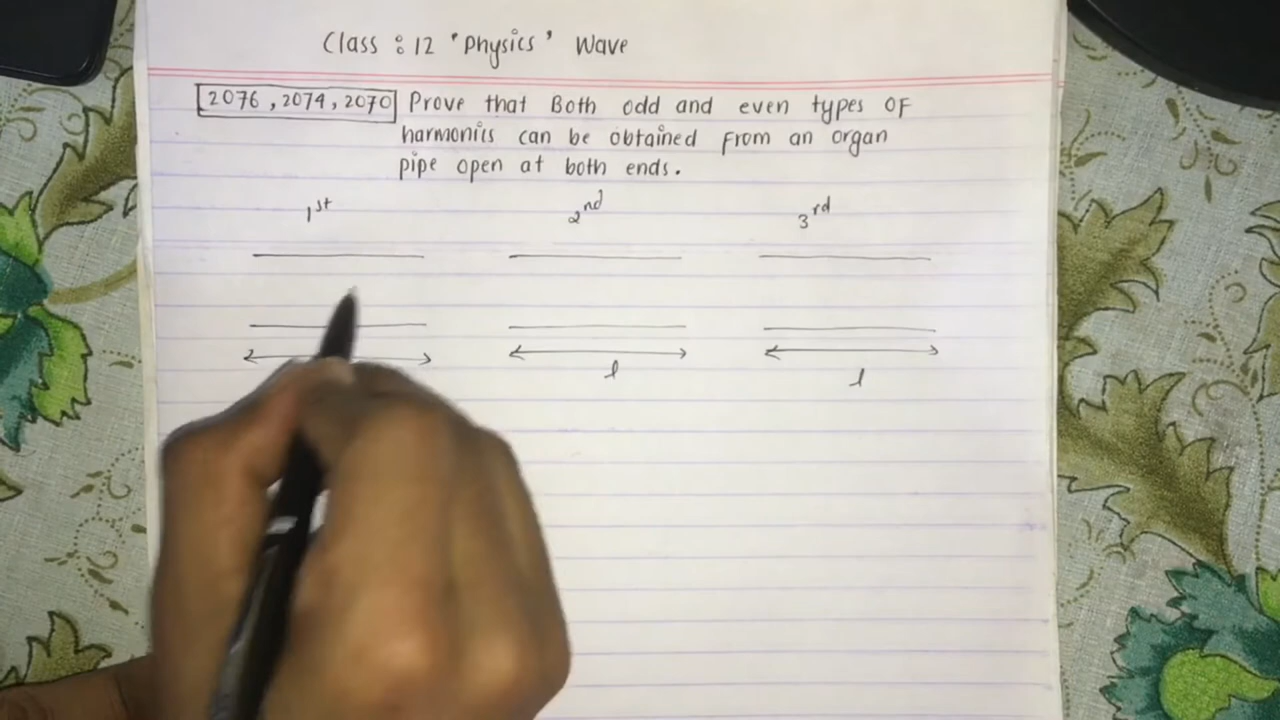 Class : 12 'Physics' Wave
2076, 2074, 2070 Prove that Both odd and even types of
harmonics can be obtained from an organ
pipe open at both ends.
1st 2nd 3rd
l l